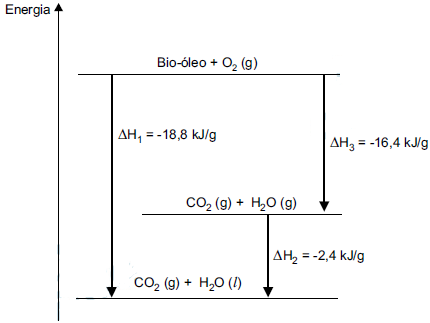 Energia
Bio-óleo + O₂ (g)
ΔH₁ = -18,8 kJ/g
ΔH₃ = -16,4 kJ/g
CO₂ (g) + H₂O (g)
ΔH₂ = -2,4 kJ/g
CO₂ (g) + H₂O (l)